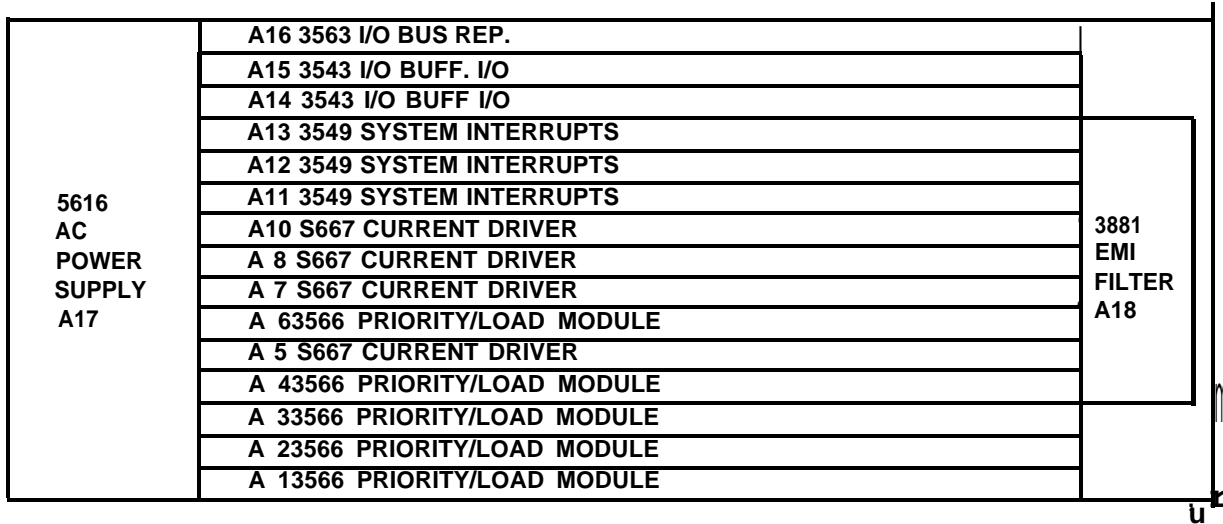 A16 3563 I/O BUS REP.
A15 3543 I/O BUFF. I/O
A14 3543 I/O BUFF I/O
A13 3549 SYSTEM INTERRUPTS
A12 3549 SYSTEM INTERRUPTS
A11 3549 SYSTEM INTERRUPTS
A10 S667 CURRENT DRIVER
A 8 S667 CURRENT DRIVER
A 7 S667 CURRENT DRIVER
A 63566 PRIORITY/LOAD MODULE
A 5 S667 CURRENT DRIVER
A 43566 PRIORITY/LOAD MODULE
A 33566 PRIORITY/LOAD MODULE
A 23566 PRIORITY/LOAD MODULE
A 13566 PRIORITY/LOAD MODULE
5616
AC
POWER
SUPPLY
A17
3881
EMI
FILTER
A18